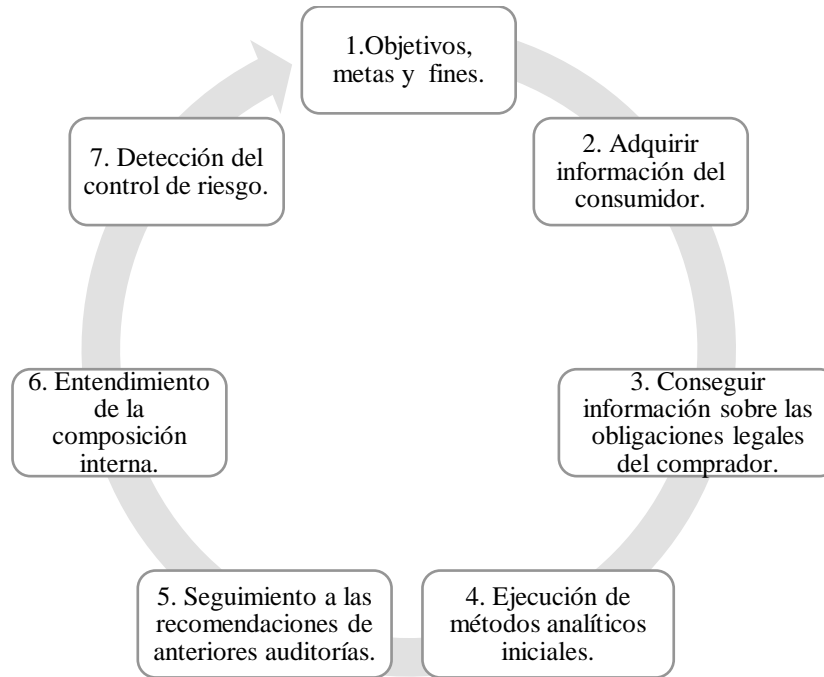 1.Objetivos,
metas y fines.
2. Adquirir
información del
consumidor.
3. Conseguir
información sobre las
obligaciones legales
del comprador.
4. Ejecución de
métodos analíticos
iniciales.
5. Seguimiento a las
recomendaciones de
anteriores auditorías.
6. Entendimiento
de la
composición
interna.
7. Detección del
control de riesgo.